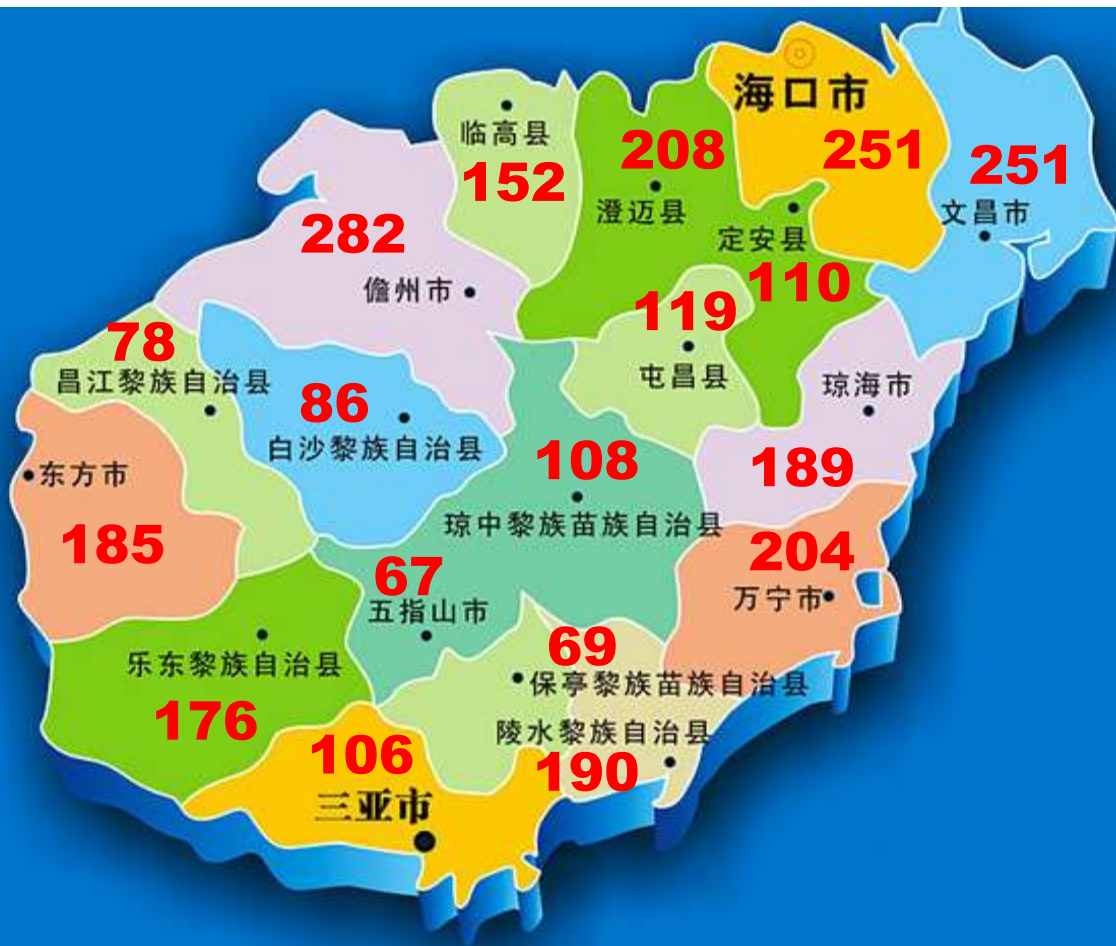 海口市
251
临高县
152
208
澄迈县
251
文昌市
定安县
110
282
儋州市
119
屯昌县
78
昌江黎族自治县
86
白沙黎族自治县
琼海市
189
东方市
185
108
琼中黎族苗族自治县
204
万宁市
67
五指山市
69
保亭黎族苗族自治县
乐东黎族自治县
176
陵水黎族自治县
190
106
三亚市